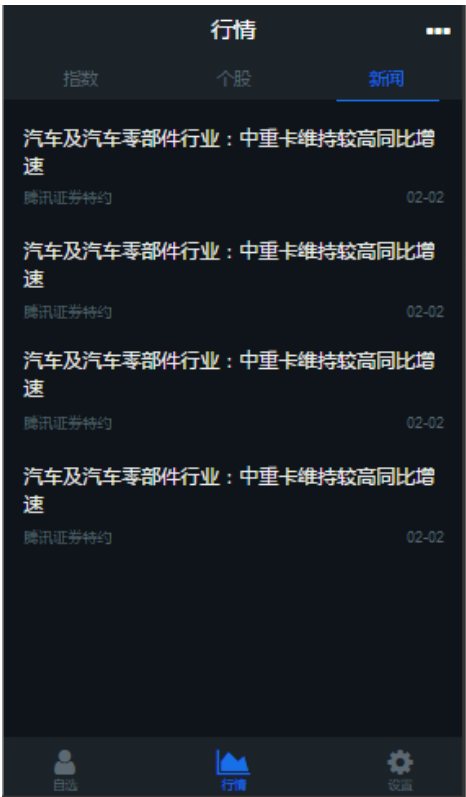 行情
指数 个股 新闻
汽车及汽车零部件行业：中重卡维持较高同比增
速
腾讯证券特约 02-02
汽车及汽车零部件行业：中重卡维持较高同比增
速
腾讯证券特约 02-02
汽车及汽车零部件行业：中重卡维持较高同比增
速
腾讯证券特约 02-02
汽车及汽车零部件行业：中重卡维持较高同比增
速
腾讯证券特约 02-02
自选 行情 设置